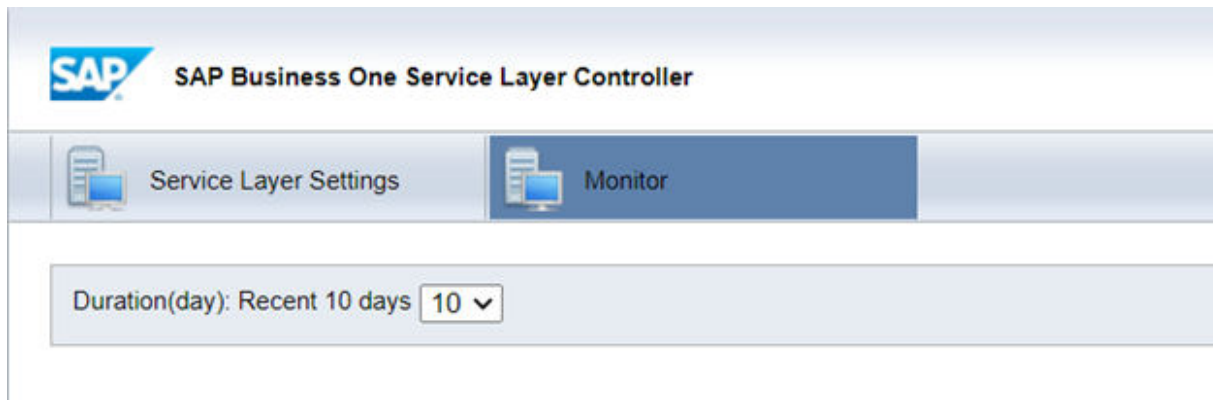 SAP
SAP Business One Service Layer Controller
Service Layer Settings
Monitor
Duration(day): Recent 10 days 10